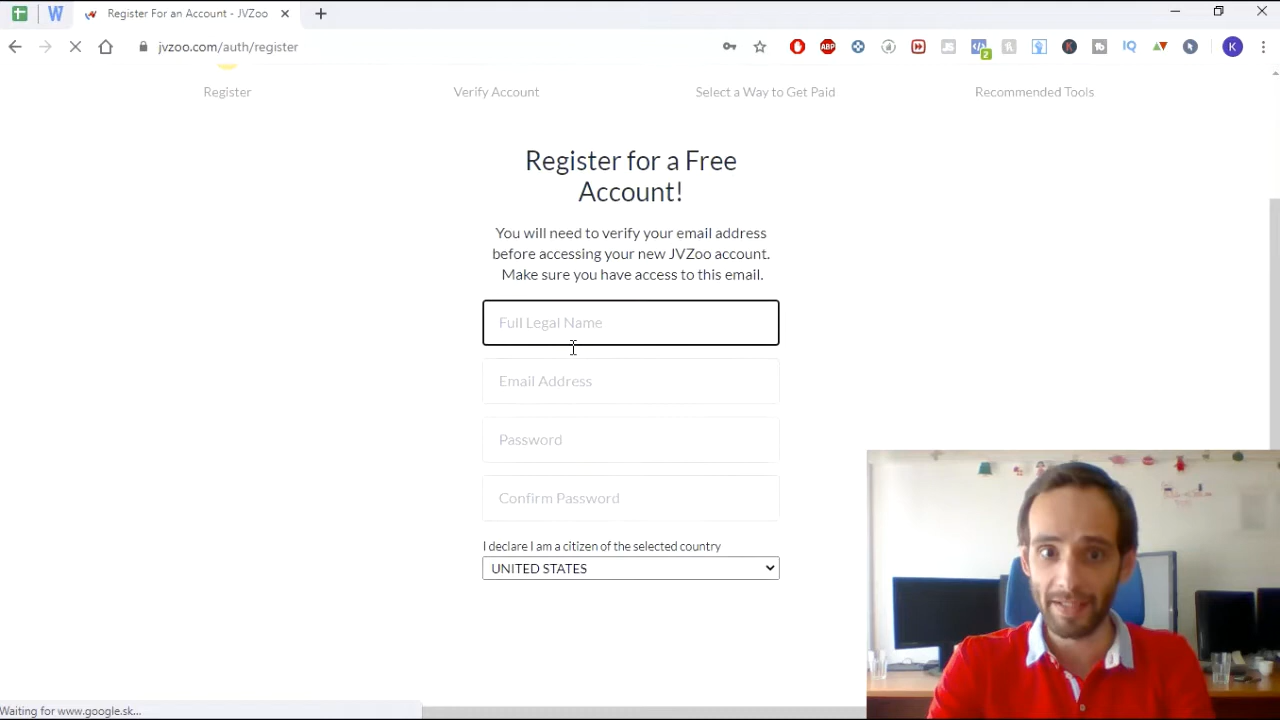 Register For an Account - JVZoo
jvzoo.com/auth/register
ABP
2
K
IQ
K
Register
Verify Account
Select a Way to Get Paid
Recommended Tools
Register for a Free
Account!
You will need to verify your email address
before accessing your new JVZoo account.
Make sure you have access to this email.
Full Legal Name
Email Address
Password
Confirm Password
I declare I am a citizen of the selected country
UNITED STATES
Waiting for www.google.sk...